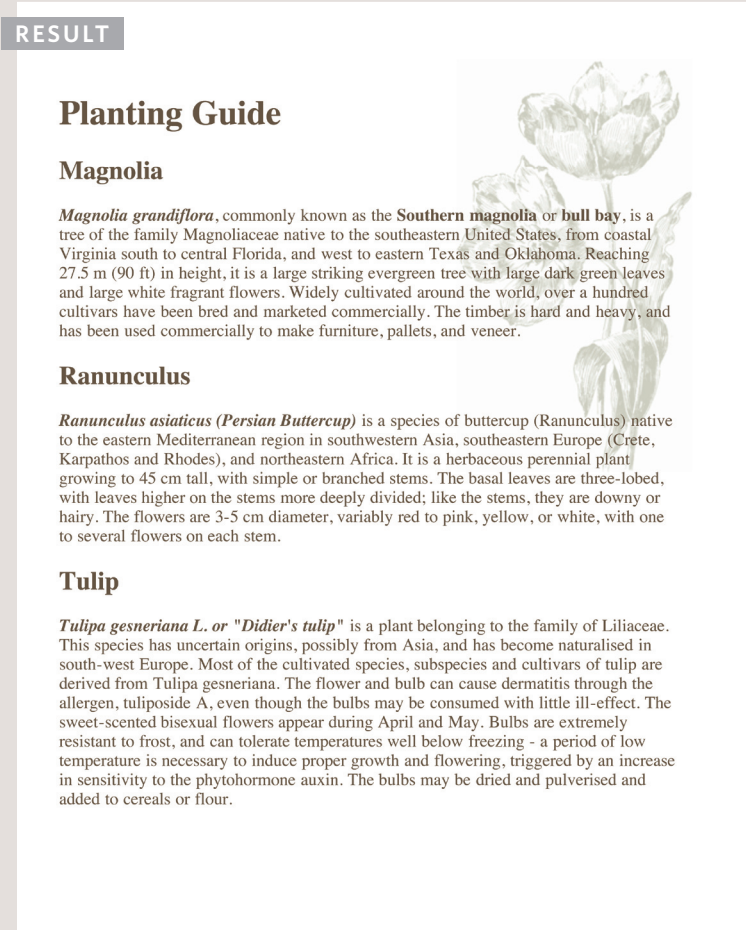 RESULT
Planting Guide
Magnolia
Magnolia grandiflora, commonly known as the Southern magnolia or bull bay, is a
tree of the family Magnoliaceae native to the southeastern United States, from coastal
Virginia south to central Florida, and west to eastern Texas and Oklahoma. Reaching
27.5 m (90 ft) in height, it is a large striking evergreen tree with large dark green leaves
and large white fragrant flowers. Widely cultivated around the world, over a hundred
cultivars have been bred and marketed commercially. The timber is hard and heavy, and
has been used commercially to make furniture, pallets, and veneer.
Ranunculus
Ranunculus asiaticus (Persian Buttercup) is a species of buttercup (Ranunculus) native
to the eastern Mediterranean region in southwestern Asia, southeastern Europe (Crete,
Karpathos and Rhodes), and northeastern Africa. It is a herbaceous perennial plant
growing to 45 cm tall, with simple or branched stems. The basal leaves are three-lobed,
with leaves higher on the stems more deeply divided; like the stems, they are downy or
hairy. The flowers are 3-5 cm diameter, variably red to pink, yellow, or white, with one
to several flowers on each stem.
Tulip
Tulipa gesneriana L. or "Didier's tulip" is a plant belonging to the family of Liliaceae.
This species has uncertain origins, possibly from Asia, and has become naturalised in
south-west Europe. Most of the cultivated species, subspecies and cultivars of tulip are
derived from Tulipa gesneriana. The flower and bulb can cause dermatitis through the
allergen, tuliposide A, even though the bulbs may be consumed with little ill-effect. The
sweet-scented bisexual flowers appear during April and May. Bulbs are extremely
resistant to frost, and can tolerate temperatures well below freezing - a period of low
temperature is necessary to induce proper growth and flowering, triggered by an increase
in sensitivity to the phytohormone auxin. The bulbs may be dried and pulverised and
added to cereals or flour.